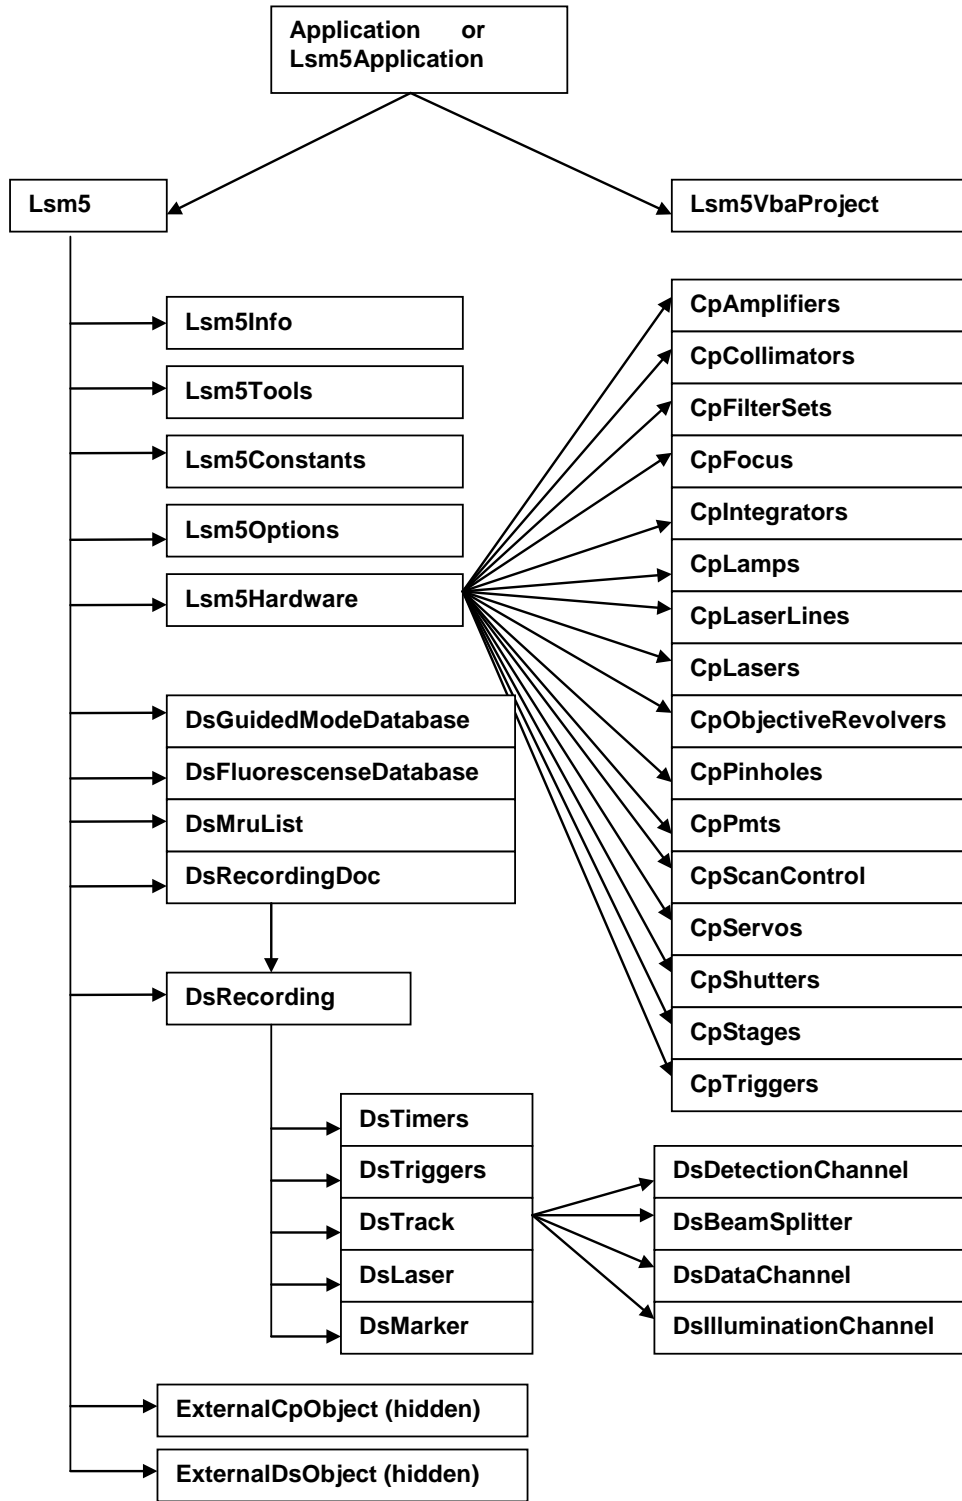 Application or
Lsm5Application
Lsm5
Lsm5VbaProject
Lsm5Info
Lsm5Tools
Lsm5Constants
Lsm5Options
Lsm5Hardware
CpAmplifiers
CpCollimators
CpFilterSets
CpFocus
CpIntegrators
CpLamps
CpLaserLines
CpLasers
CpObjectiveRevolvers
CpPinholes
CpPmts
CpScanControl
CpServos
CpShutters
CpStages
CpTriggers
DsGuidedModeDatabase
DsFluorescenseDatabase
DsMruList
DsRecordingDoc
DsRecording
DsTimers
DsTriggers
DsTrack
DsLaser
DsMarker
DsDetectionChannel
DsBeamSplitter
DsDataChannel
DsIlluminationChannel
ExternalCpObject (hidden)
ExternalDsObject (hidden)